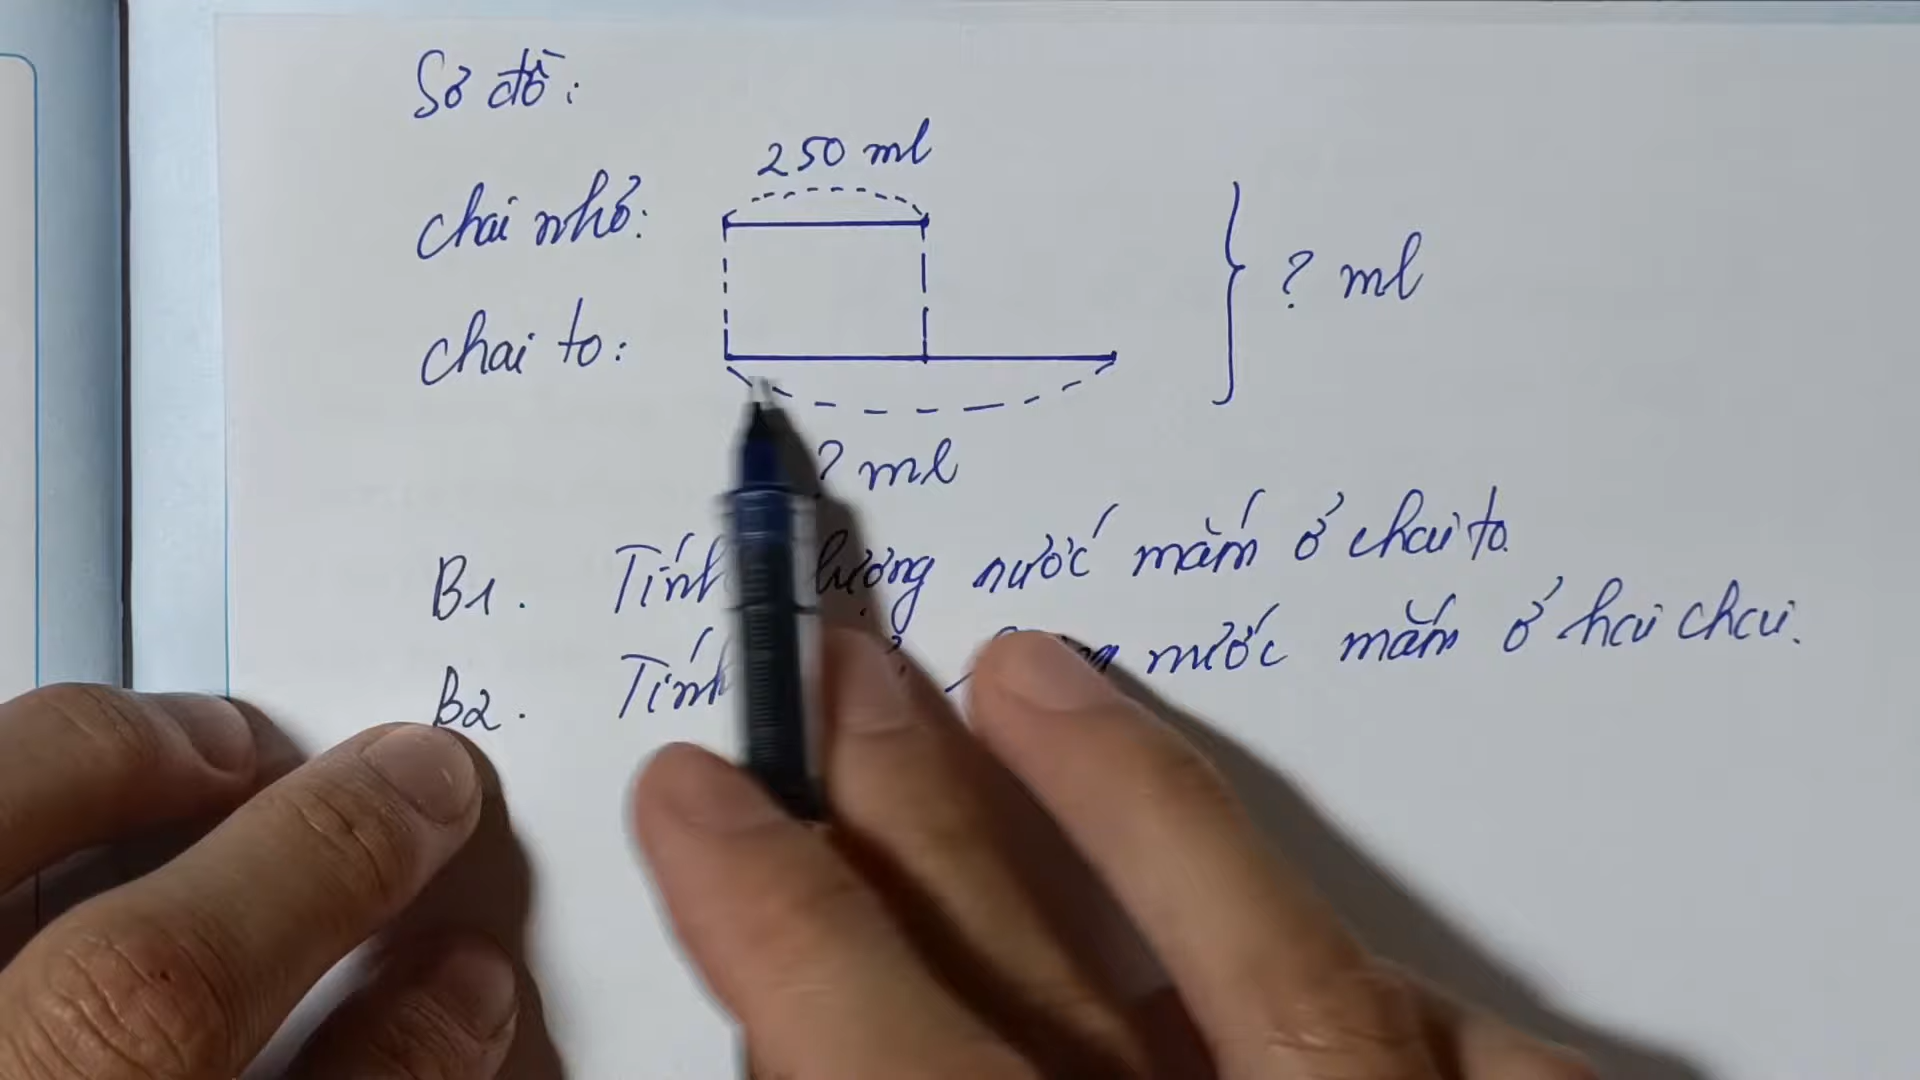 Sơ đồ:
250 ml
chai nhỏ:
? ml
chai to:
? ml
B1. Tính lượng nước mắm ở chai to.
B2. Tính nước mắm ở hai chai.